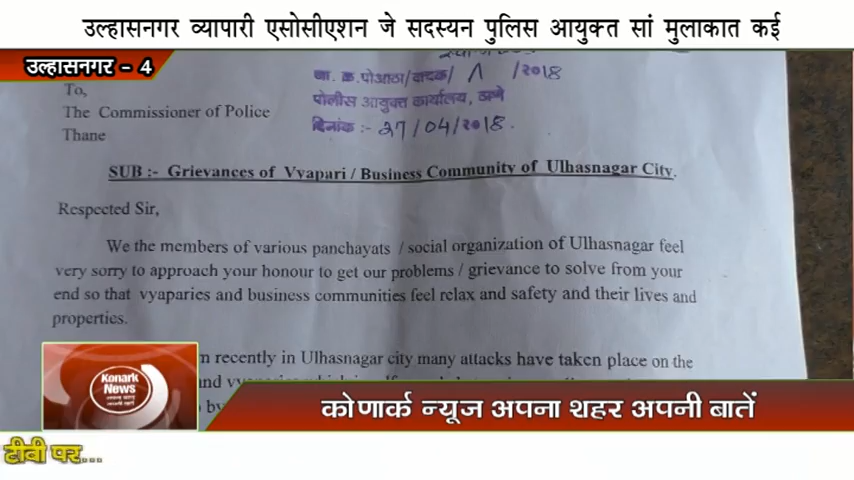 उल्हासनगर व्यापारी एसोसीएशन जे सदस्यन पुलिस आयुक्त सां मुलाकात कई
उल्हासनगर - 4
To,
The Commissioner of Police
Thane
/२०१8
पोलीस आयुक्त कार्यालय, ठाणे
दिनांक :- 27/04/२०१8.
SUB :- Grievances of Vyapari / Business Community of Ulhasnagar City.
Respected Sir,
We the members of various panchayats / social organization of Ulhasnagar feel
very sorry to approach your honour to get our problems / grievance to solve from your
end so that vyaparies and business communities feel relax and safety and their lives and
properties.
recently in Ulhasnagar city many attacks have taken place on the
and
Konark
News
कोणार्क न्यूज अपना शहर अपनी बातें
टीवी पर...